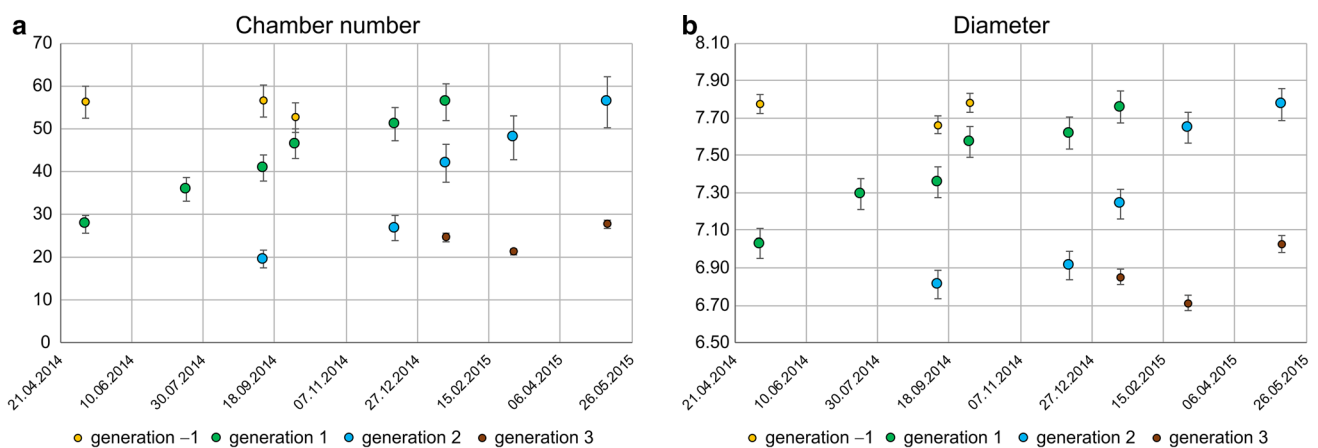 a Chamber number
70
60
50
40
30
20
10
0
21.04.2014 10.06.2014 30.07.2014 18.09.2014 07.11.2014 27.12.2014 15.02.2015 06.04.2015 26.05.2015
generation –1 generation 1 generation 2 generation 3
b Diameter
8.10
7.90
7.70
7.50
7.30
7.10
6.90
6.70
6.50
21.04.2014 10.06.2014 30.07.2014 18.09.2014 07.11.2014 27.12.2014 15.02.2015 06.04.2015 26.05.2015
generation –1 generation 1 generation 2 generation 3